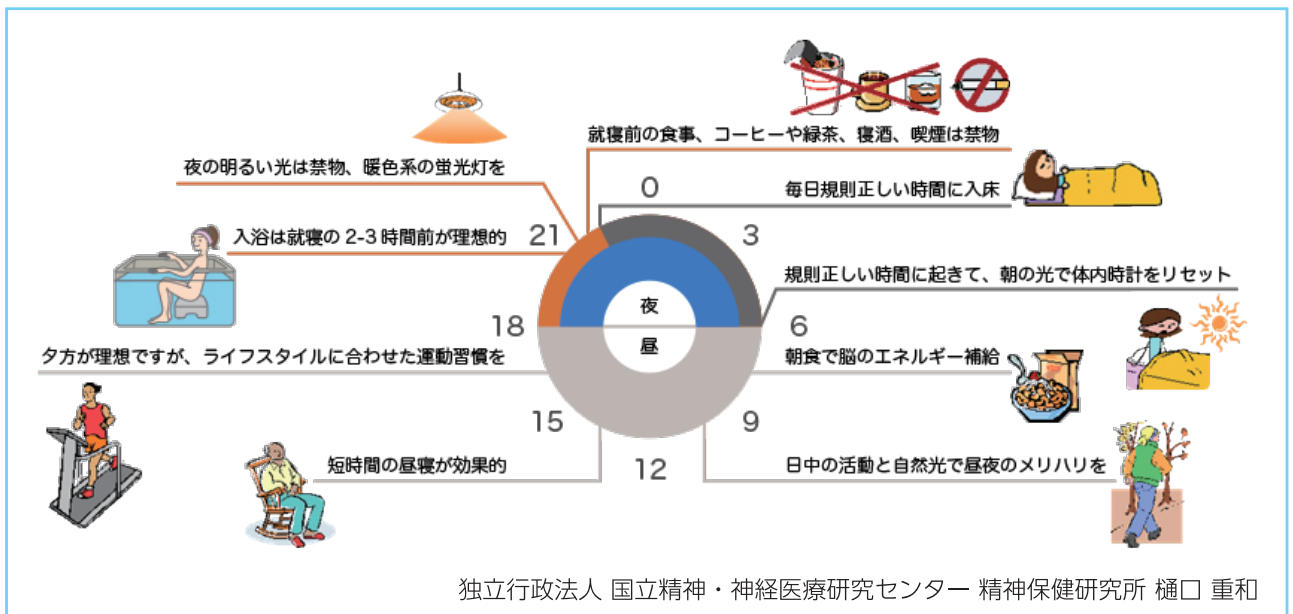 就寝前の食事、コーヒーや緑茶、寝酒、喫煙は禁物
夜の明るい光は禁物、暖色系の蛍光灯を
0
毎日規則正しい時間に入床
入浴は就寝の2-3時間前が理想的
21
3
規則正しい時間に起きて、朝の光で体内時計をリセット
夜
18
6
昼
夕方が理想ですが、ライフスタイルに合わせた運動習慣を
朝食で脳のエネルギー補給
15
9
短時間の昼寝が効果的
12
日中の活動と自然光で昼夜のメリハリを
独立行政法人 国立精神・神経医療研究センター 精神保健研究所 樋口 重和